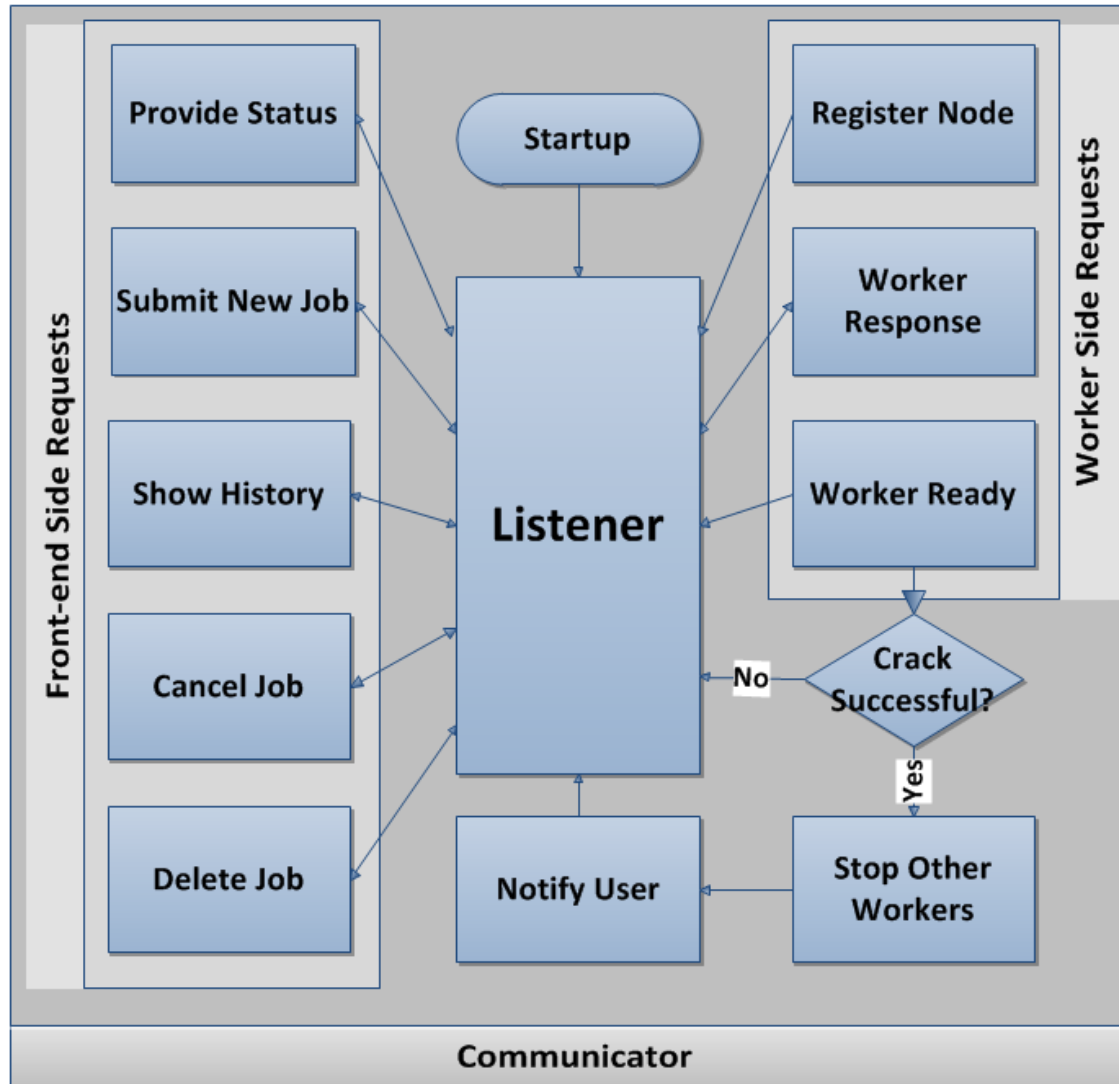 Front-end Side Requests
Provide Status
Submit New Job
Show History
Cancel Job
Delete Job
Startup
Listener
Notify User
Worker Side Requests
Register Node
Worker
Response
Worker Ready
Crack
Successful?
No
Yes
Stop Other
Workers
Communicator